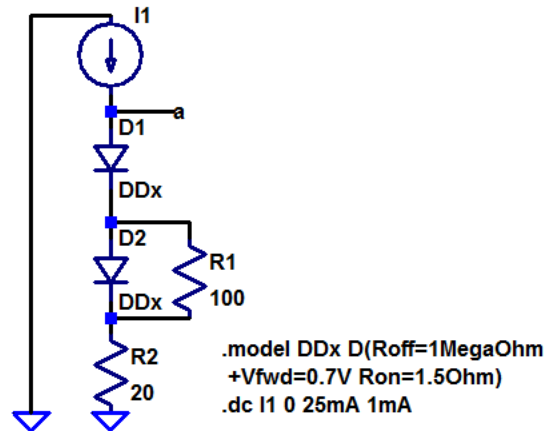 I1
a
D1
DDx
D2
R1
DDx
100
R2
20
.model DDx D(Roff=1MegaOhm
+Vfwd=0.7V Ron=1.5Ohm)
.dc I1 0 25mA 1mA